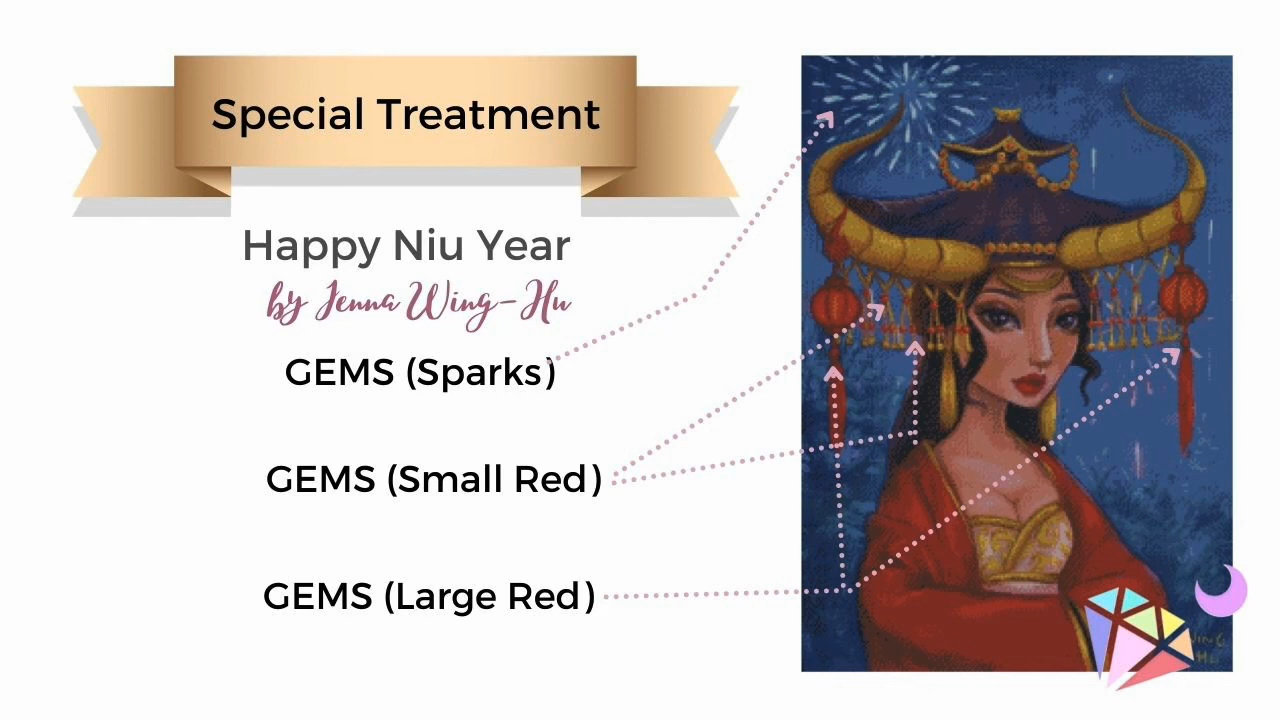 Special Treatment
Happy Niu Year
by Jenna Wing-Hu
GEMS (Sparks)
GEMS (Small Red)
GEMS (Large Red)